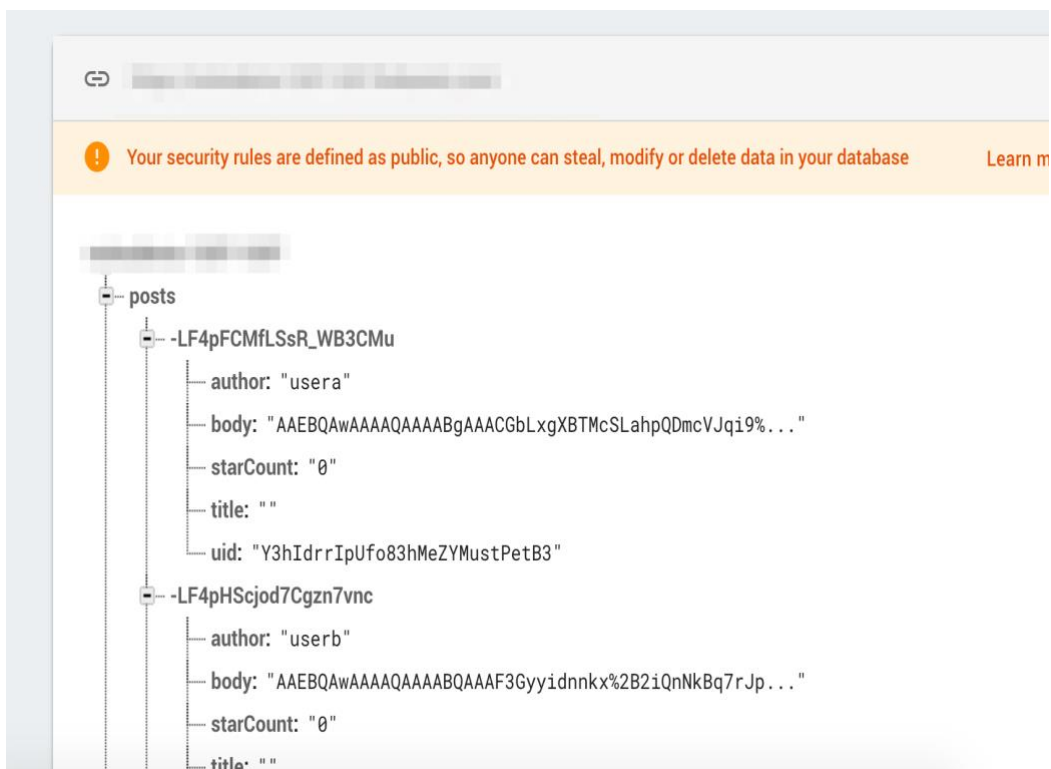 Your security rules are defined as public, so anyone can steal, modify or delete data in your database Learn m
posts
-LF4pFCMfLSsR_WB3CMu
author: "usera"
body: "AAEBQAwAAAAQAAAABgAAACGbLxgXBTMcSLahpQDmcVJqi9%..."
starCount: "0"
title: ""
uid: "Y3hIdrrIpUfo83hMeZYMustPetB3"
-LF4pHScjod7Cgzn7vnc
author: "userb"
body: "AAEBQAwAAAAQAAAABQAAAF3Gyyidnnkx%2B2iQnNkBq7rJp..."
starCount: "0"
title: ""